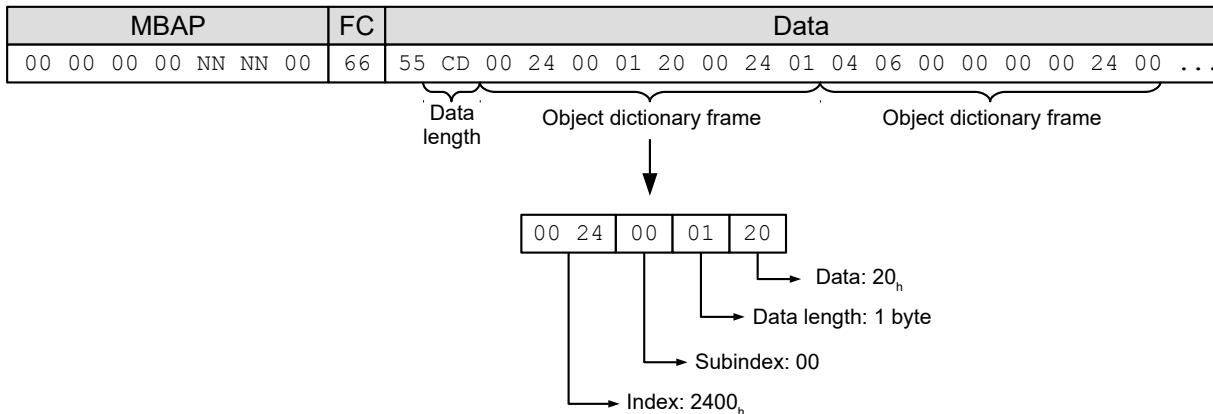 MBAP FC Data
00 00 00 00 NN NN 00 66 55 CD 00 24 00 01 20 00 24 01 04 06 00 00 00 00 24 00 ...
Data
length
Object dictionary frame Object dictionary frame
00 24 00 01 20
Data: 20h
Data length: 1 byte
Subindex: 00
Index: 2400h